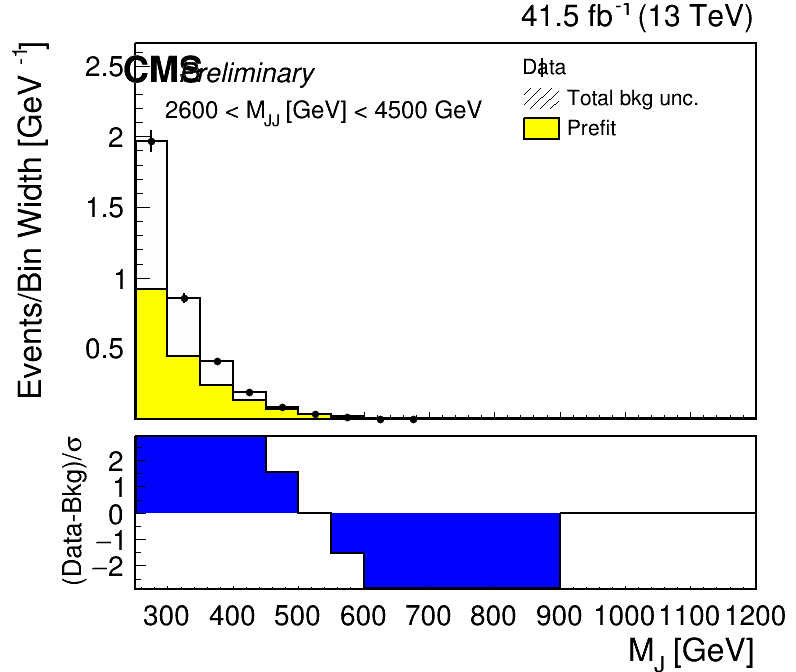 41.5 fb⁻¹ (13 TeV)
Events/Bin Width [GeV⁻¹]
2.5
2
1.5
1
0.5
CMS Preliminary
2600 < M_JJ [GeV] < 4500 GeV
Data
Total bkg unc.
Prefit
(Data-Bkg)/σ
2
1
0
−1
−2
300 400 500 600 700 800 900 1000 1100 1200
M_J [GeV]